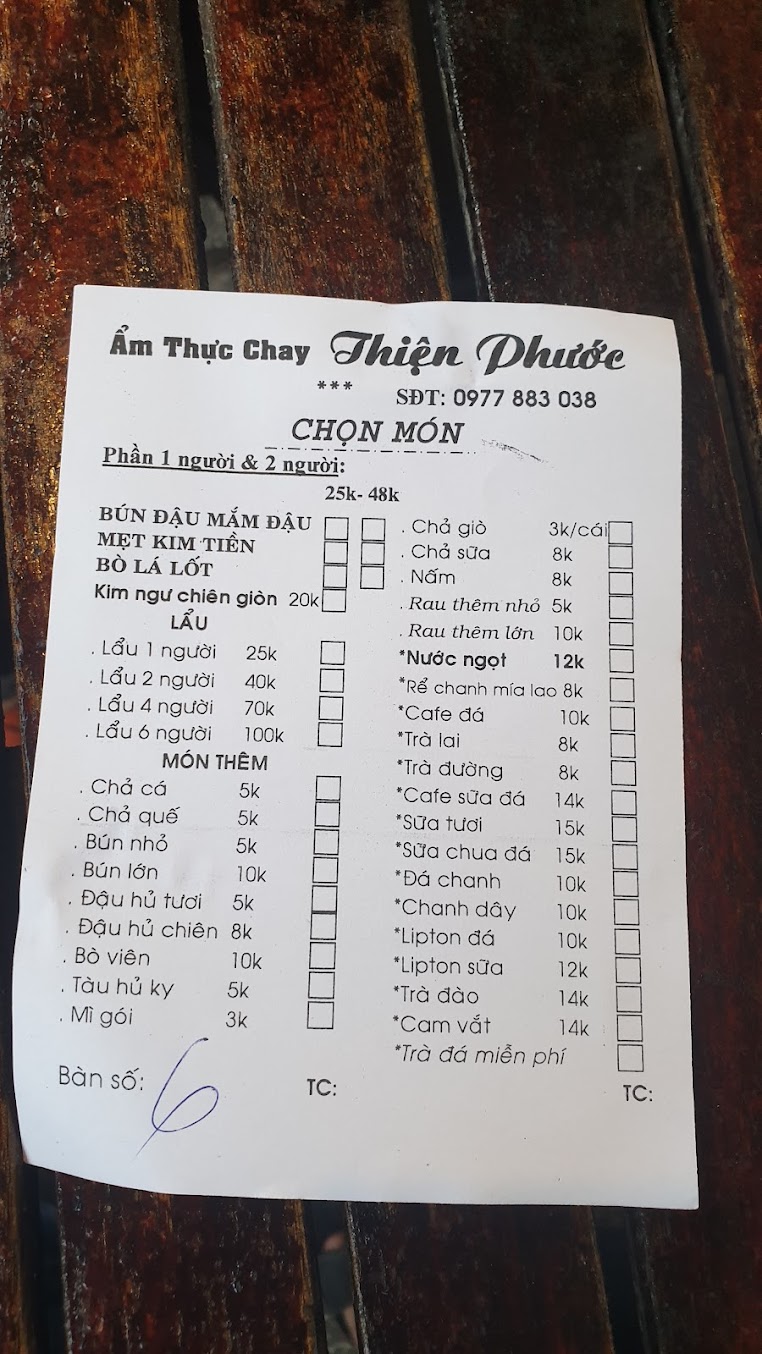 Ẩm Thực Chay Thiện Phước
***
SĐT: 0977 883 038
CHỌN MÓN
Phần 1 người & 2 người:
25k- 48k
BÚN ĐẬU MẮM ĐẬU
MẸT KIM TIỀN
BÒ LÁ LỐT
Kim ngư chiên giòn 20k
LẨU
. Lẩu 1 người 25k
. Lẩu 2 người 40k
. Lẩu 4 người 70k
. Lẩu 6 người 100k
MÓN THÊM
. Chả cá 5k
. Chả quế 5k
. Bún nhỏ 5k
. Bún lớn 10k
. Đậu hủ tươi 5k
. Đậu hủ chiên 8k
. Bò viên 10k
. Tàu hủ ky 5k
. Mì gói 3k
Bàn số: 6
TC:
. Chả giò 3k/cái
. Chả sữa 8k
. Nấm 8k
. Rau thêm nhỏ 5k
. Rau thêm lớn 10k
*Nước ngọt 12k
*Rể chanh mía lao 8k
*Cafe đá 10k
*Trà lai 8k
*Trà đường 8k
*Cafe sữa đá 14k
*Sữa tươi 15k
*Sữa chua đá 15k
*Đá chanh 10k
*Chanh dây 10k
*Lipton đá 10k
*Lipton sữa 12k
*Trà đào 14k
*Cam vắt 14k
*Trà đá miễn phí
TC: